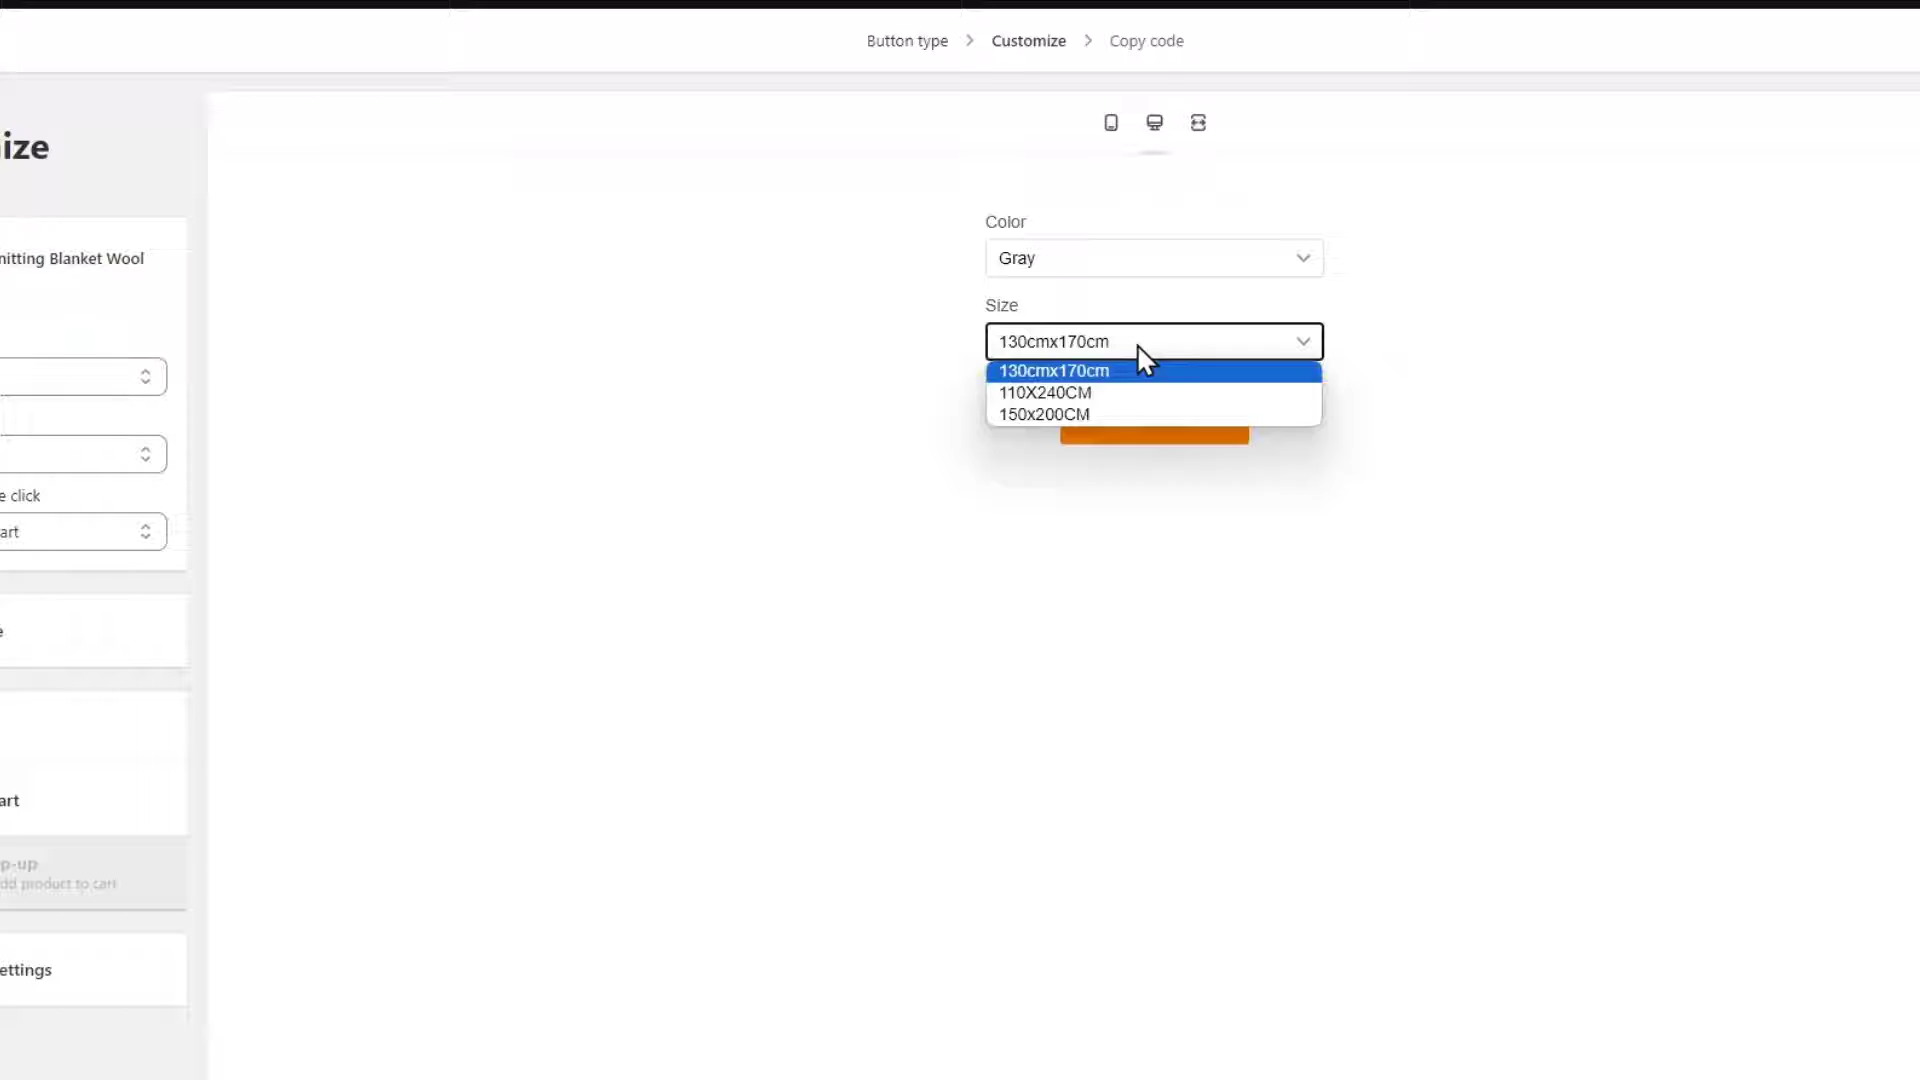 Button type > Customize > Copy code
ize
nitting Blanket Wool
e click
art
e
art
p-up
dd product to cart
ettings
Color
Gray
Size
130cmx170cm
130cmx170cm
110X240CM
150x200CM